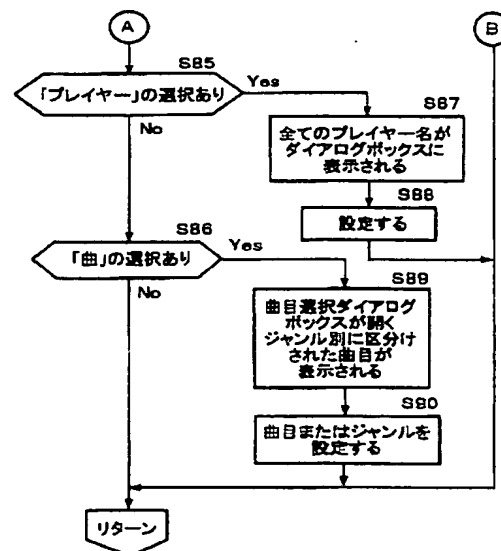 A
B
S85
「プレイヤー」の選択あり
Yes
No
S87
全てのプレイヤー名が
ダイアログボックスに
表示される
S88
設定する
S86
「曲」の選択あり
Yes
No
S89
曲目選択ダイアログ
ボックスが開く
ジャンル別に区分け
された曲目が
表示される
S90
曲目またはジャンルを
設定する
リターン